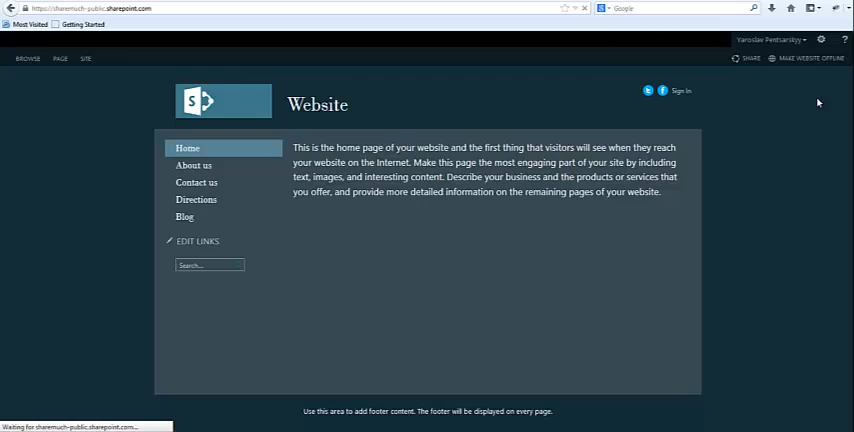 https://sharemuch-public.sharepoint.com
Google
Most Visited Getting Started
Yaroslav Pentsarskyy ?
BROWSE PAGE SITE SHARE MAKE WEBSITE OFFLINE
S
Website
Sign In
Home
About us
Contact us
Directions
Blog
EDIT LINKS
Search...
This is the home page of your website and the first thing that visitors will see when they reach
your website on the Internet. Make this page the most engaging part of your site by including
text, images, and interesting content. Describe your business and the products or services that
you offer, and provide more detailed information on the remaining pages of your website.
Use this area to add footer content. The footer will be displayed on every page.
Waiting for sharemuch-public.sharepoint.com...